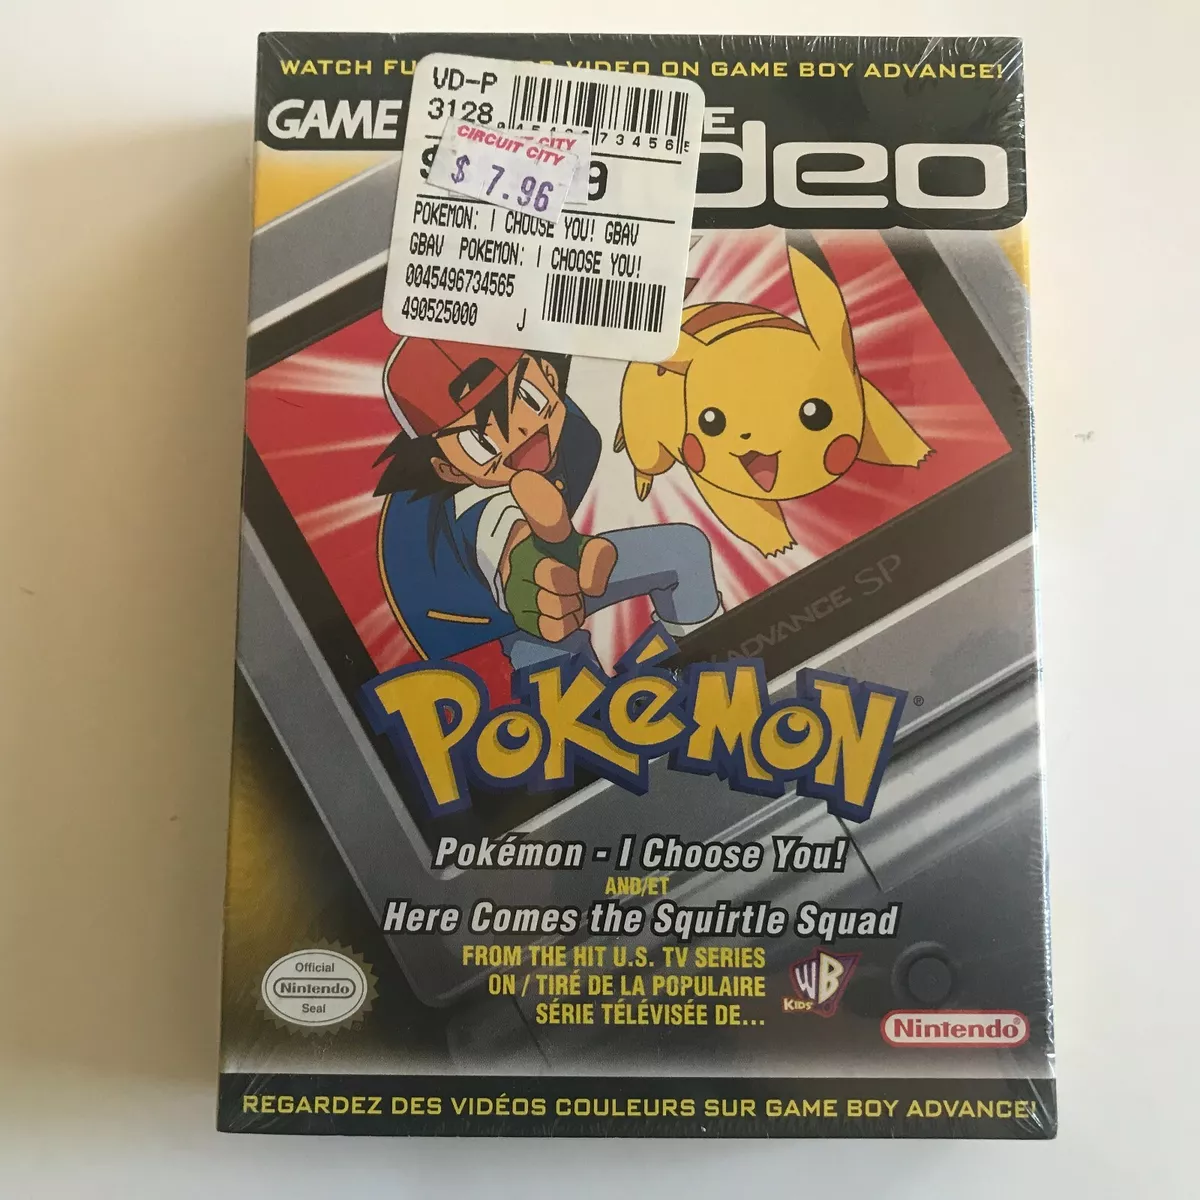 WATCH VIDEO ON GAME BOY ADVANCE!
GAME
VD-P
3128
73456
CITY
CIRCUIT CITY
$ 7.96
9
POKEMON: I CHOOSE YOU! GBAV
GBAV POKEMON: I CHOOSE YOU!
0045496734565
490525000 J
ADVANCE SP
POKéMON®
Pokémon - I Choose You!
AND/ET
Here Comes the Squirtle Squad
FROM THE HIT U.S. TV SERIES
ON / TIRÉ DE LA POPULAIRE
SÉRIE TÉLÉVISÉE DE...
KIDS WB
Official
Nintendo
Seal
Nintendo®
REGARDEZ DES VIDÉOS COULEURS SUR GAME BOY ADVANCE!